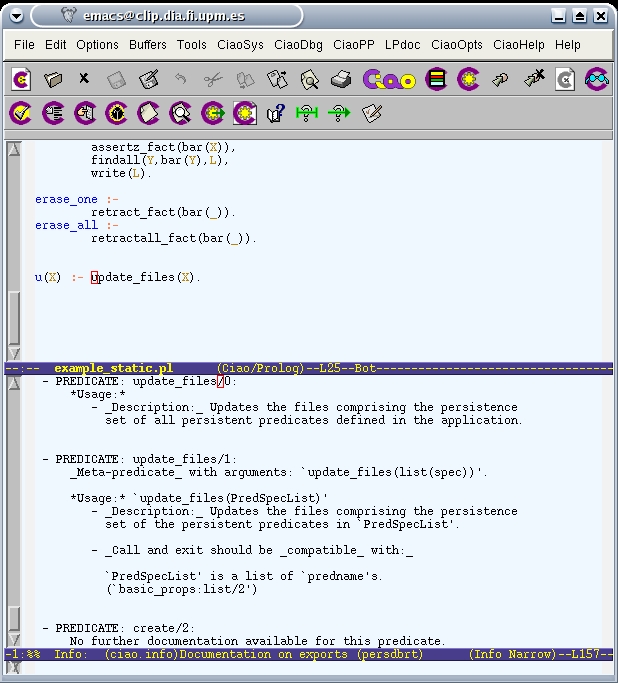 emacs@clip.dia.fi.upm.es
File Edit Options Buffers Tools CiaoSys CiaoDbg CiaoPP LPdoc CiaoOpts CiaoHelp Help
Ciao
assertz_fact(bar(X)),
findall(Y,bar(Y),L),
write(L).
erase_one :-
retract_fact(bar(_)).
erase_all :-
retractall_fact(bar(_)).
u(X) :- update_files(X).
--:-- example_static.pl (Ciao/Prolog)--L25--Bot----------------------------------
- PREDICATE: update_files/0:
*Usage:*
- _Description:_ Updates the files comprising the persistence
set of all persistent predicates defined in the application.
- PREDICATE: update_files/1:
_Meta-predicate_ with arguments: `update_files(list(spec))'.
*Usage:* `update_files(PredSpecList)'
- _Description:_ Updates the files comprising the persistence
set of the persistent predicates in `PredSpecList'.
- _Call and exit should be _compatible_ with:_
`PredSpecList' is a list of `predname's.
(`basic_props:list/2')
- PREDICATE: create/2:
No further documentation available for this predicate.
-1:%% Info: (ciao.info)Documentation on exports (persdbrt) (Info Narrow)--L157--